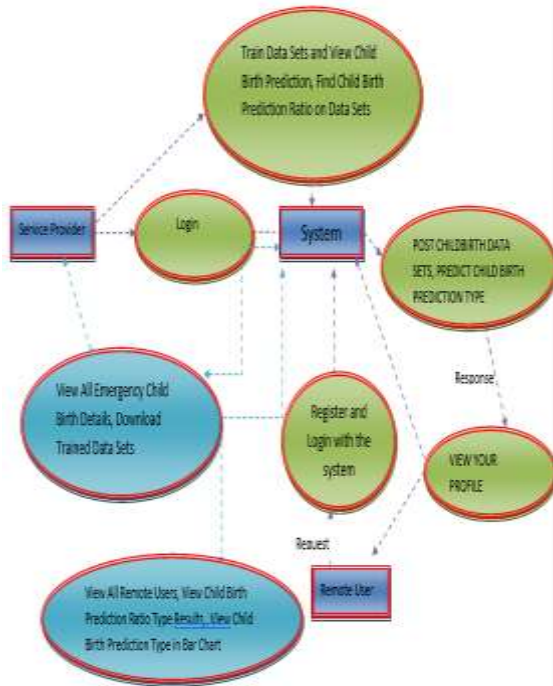 Train Data Sets and View Child
Birth Prediction, Find Child Birth
Prediction Ratio on Data Sets
Service Provider
Login
System
POST CHILDBIRTH DATA
SETS, PREDICT CHILD BIRTH
PREDICTION TYPE
View All Emergency Child
Birth Details, Download
Trained Data Sets
Register and
Login with the
system
Response
VIEW YOUR
PROFILE
Request
Remote User
View All Remote Users, View Child Birth
Prediction Ratio Type Results, View Child
Birth Prediction Type in Bar Chart